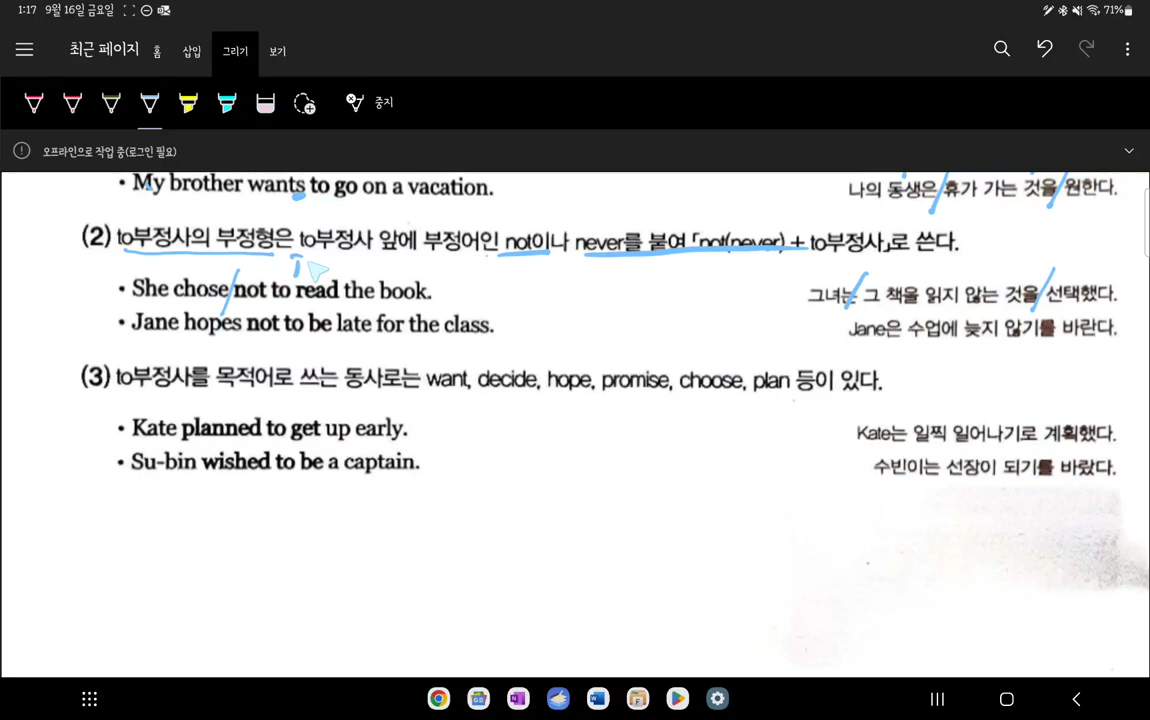 1:17 9월 16일 금요일 71%
최근 페이지 홈 삽입 그리기 보기
중지
오프라인으로 작업 중(로그인 필요)
• My brother wants to go on a vacation. 나의 동생은 휴가 가는 것을 원한다.
(2) to부정사의 부정형은 to부정사 앞에 부정어인 not이나 never를 붙여 「not(never) + to부정사」로 쓴다.
• She chose not to read the book. 그녀는 그 책을 읽지 않는 것을 선택했다.
• Jane hopes not to be late for the class. Jane은 수업에 늦지 않기를 바란다.
(3) to부정사를 목적어로 쓰는 동사로는 want, decide, hope, promise, choose, plan 등이 있다.
• Kate planned to get up early. Kate는 일찍 일어나기로 계획했다.
• Su-bin wished to be a captain. 수빈이는 선장이 되기를 바랐다.